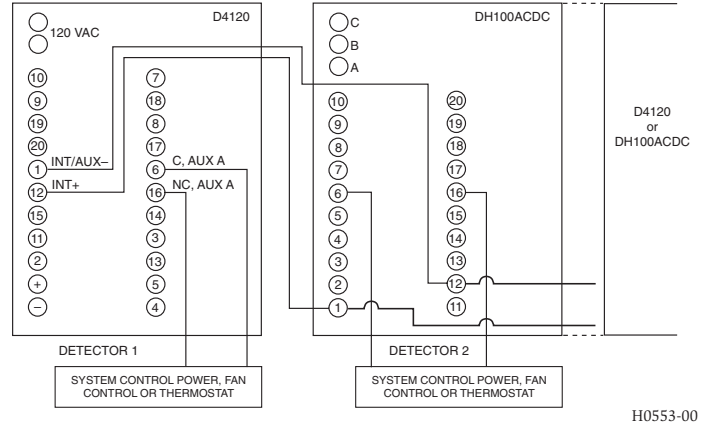 D4120
120 VAC
10
9
19
20
1 INT/AUX–
12 INT+
15
11
2
+
–
7
18
8
17
6 C, AUX A
16 NC, AUX A
14
3
13
5
4
DETECTOR 1
SYSTEM CONTROL POWER, FAN
CONTROL OR THERMOSTAT
DH100ACDC
C
B
A
10
9
8
7
6
5
4
3
2
1
20
19
18
17
16
15
14
13
12
11
DETECTOR 2
SYSTEM CONTROL POWER, FAN
CONTROL OR THERMOSTAT
D4120
or
DH100ACDC
H0553-00